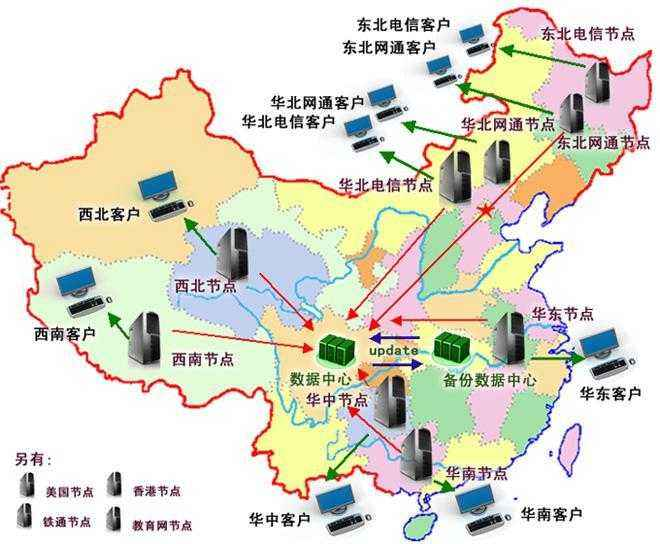 东北电信客户
东北电信节点
东北网通客户
华北网通客户
华北电信客户
华北网通节点
东北网通节点
华北电信节点
西北客户
西北节点
西南客户
西南节点
华东节点
update
数据中心
备份数据中心
华中节点
华东客户
华南节点
另有:
美国节点
香港节点
铁通节点
教育网节点
华中客户
华南客户